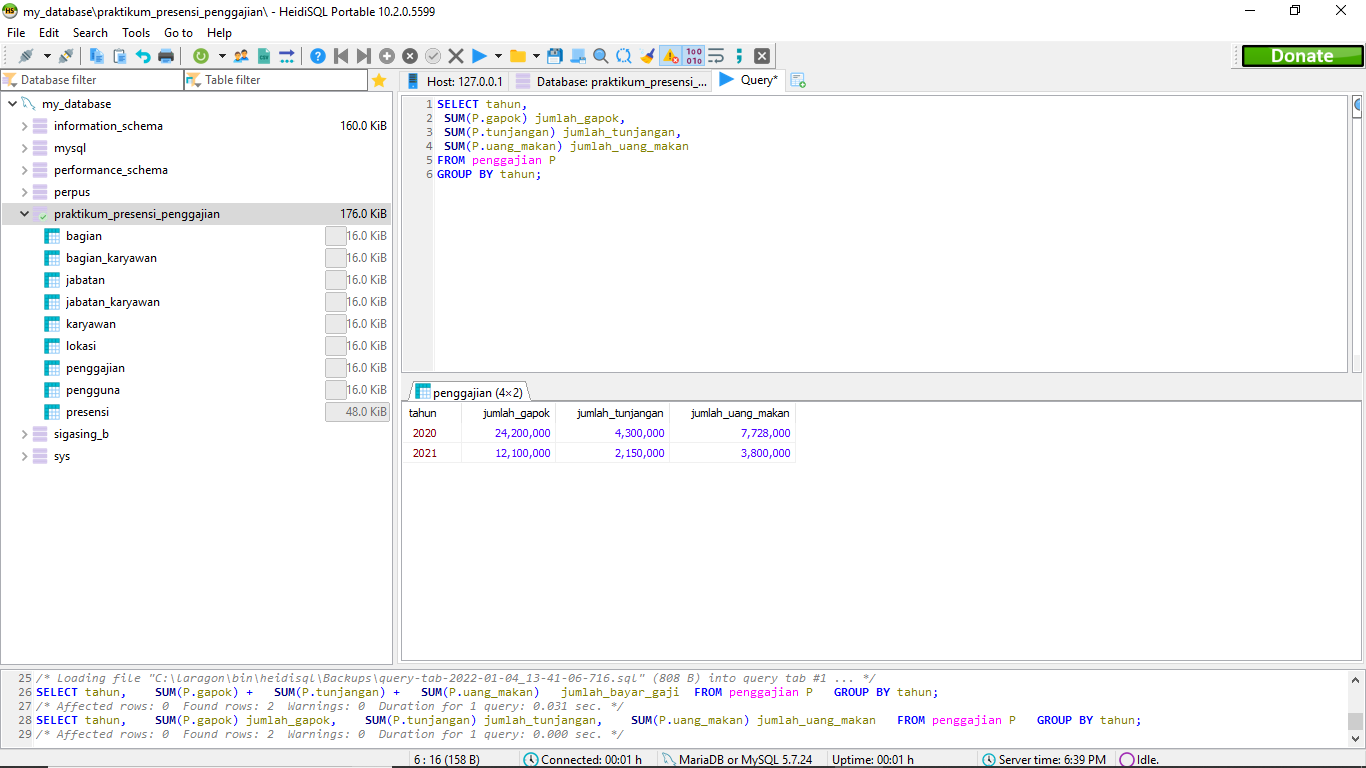 my_database\praktikum_presensi_penggajian\ - HeidiSQL Portable 10.2.0.5599
File Edit Search Tools Go to Help
Donate
Database filter
Table filter
Host: 127.0.0.1
Database: praktikum_presensi_...
Query*
my_database
information_schema 160.0 KiB
mysql
performance_schema
perpus
praktikum_presensi_penggajian 176.0 KiB
bagian 16.0 KiB
bagian_karyawan 16.0 KiB
jabatan 16.0 KiB
jabatan_karyawan 16.0 KiB
karyawan 16.0 KiB
lokasi 16.0 KiB
penggajian 16.0 KiB
pengguna 16.0 KiB
presensi 48.0 KiB
sigasing_b
sys
1 SELECT tahun,
2 SUM(P.gapok) jumlah_gapok,
3 SUM(P.tunjangan) jumlah_tunjangan,
4 SUM(P.uang_makan) jumlah_uang_makan
5 FROM penggajian P
6 GROUP BY tahun;
penggajian (4×2)
tahun jumlah_gapok jumlah_tunjangan jumlah_uang_makan
2020 24,200,000 4,300,000 7,728,000
2021 12,100,000 2,150,000 3,800,000
25 /* Loading file "C:\laragon\bin\heidisql\Backups\query-tab-2022-01-04_13-41-06-716.sql" (808 B) into query tab #1 ... */
26 SELECT tahun, SUM(P.gapok) + SUM(P.tunjangan) + SUM(P.uang_makan) jumlah_bayar_gaji FROM penggajian P GROUP BY tahun;
27 /* Affected rows: 0 Found rows: 2 Warnings: 0 Duration for 1 query: 0.031 sec. */
28 SELECT tahun, SUM(P.gapok) jumlah_gapok, SUM(P.tunjangan) jumlah_tunjangan, SUM(P.uang_makan) jumlah_uang_makan FROM penggajian P GROUP BY tahun;
29 /* Affected rows: 0 Found rows: 2 Warnings: 0 Duration for 1 query: 0.000 sec. */
6 : 16 (158 B) Connected: 00:01 h MariaDB or MySQL 5.7.24 Uptime: 00:01 h Server time: 6:39 PM Idle.